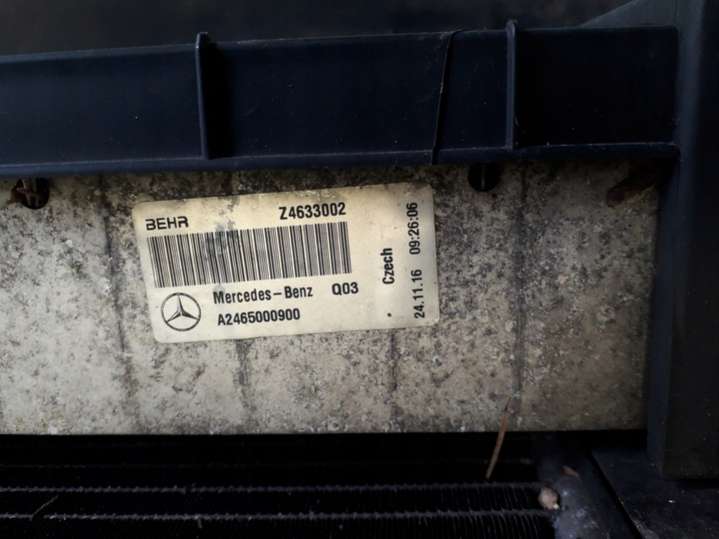 BEHR Z4633002
Mercedes-Benz Q03
A2465000900
Czech
24.11.16 09:26:06